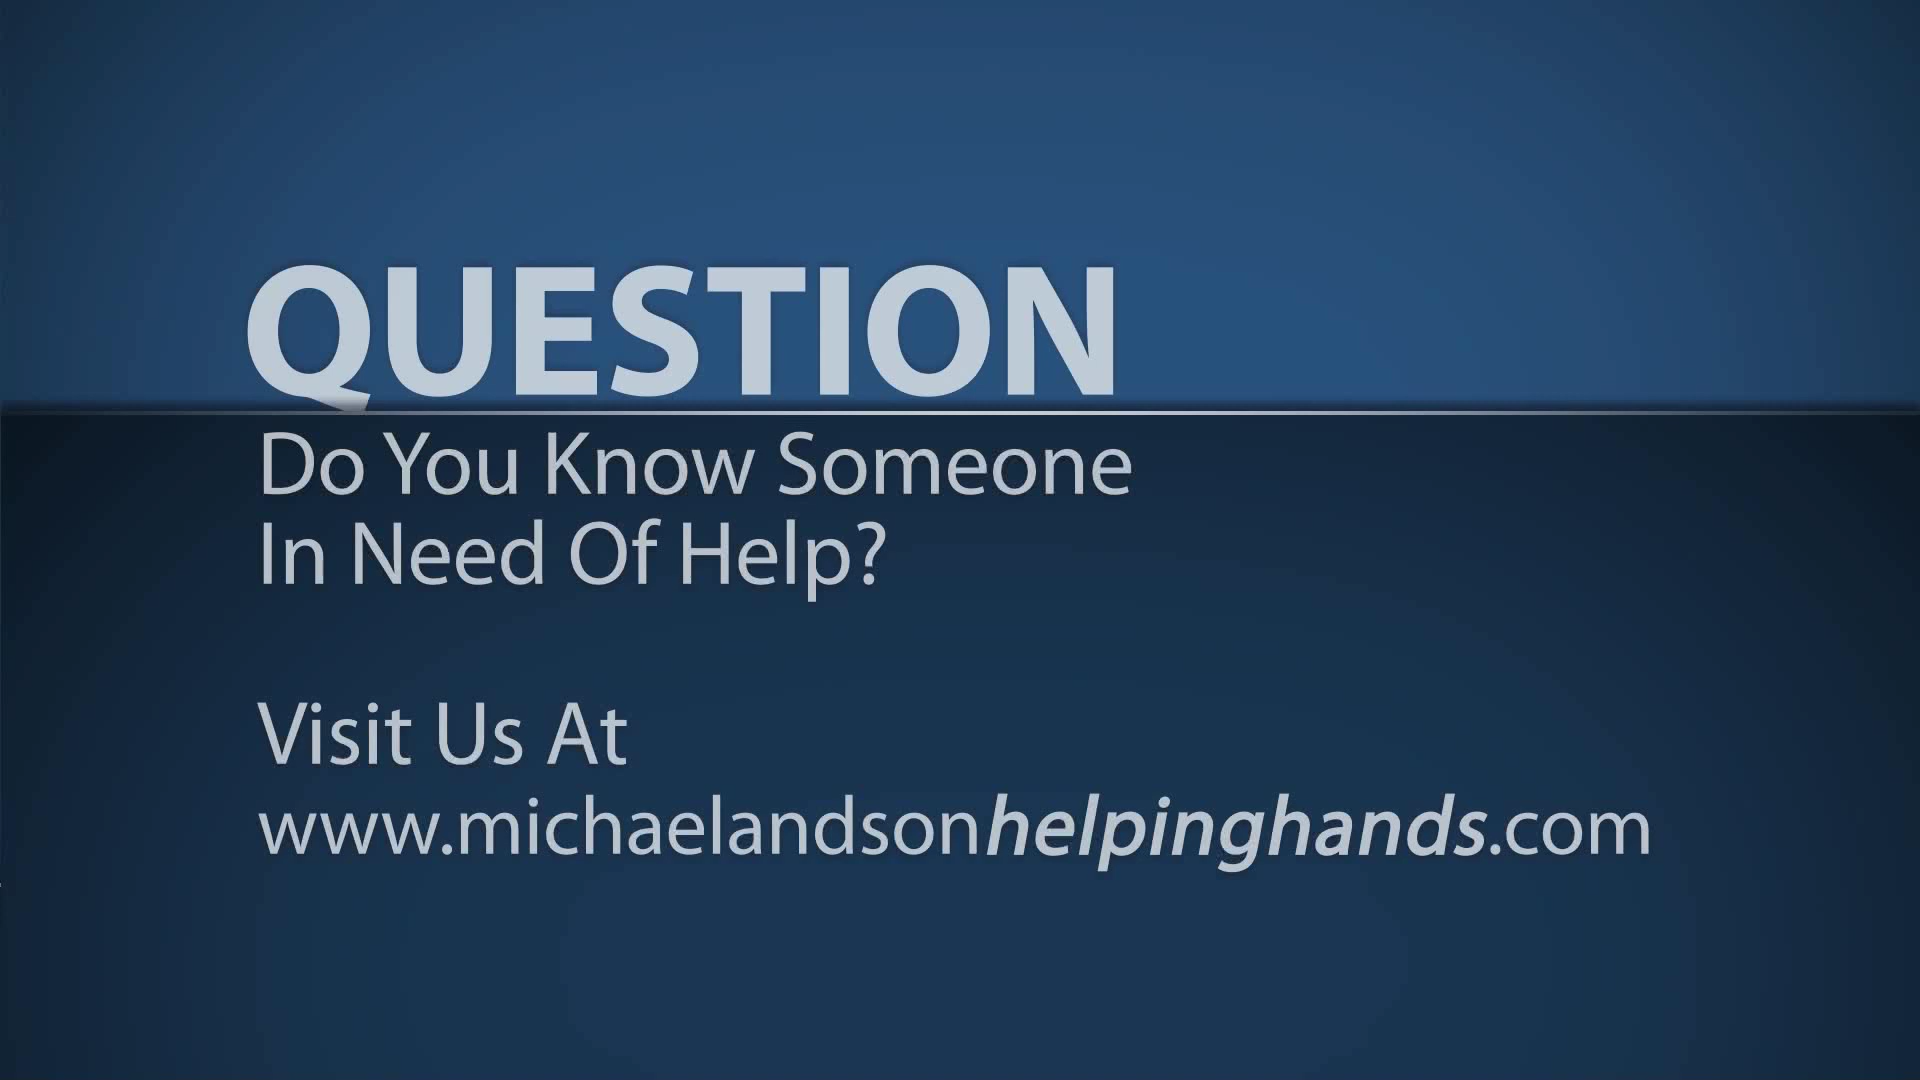 QUESTION
Do You Know Someone
In Need Of Help?
Visit Us At
www.michaelandsonhelpinghands.com